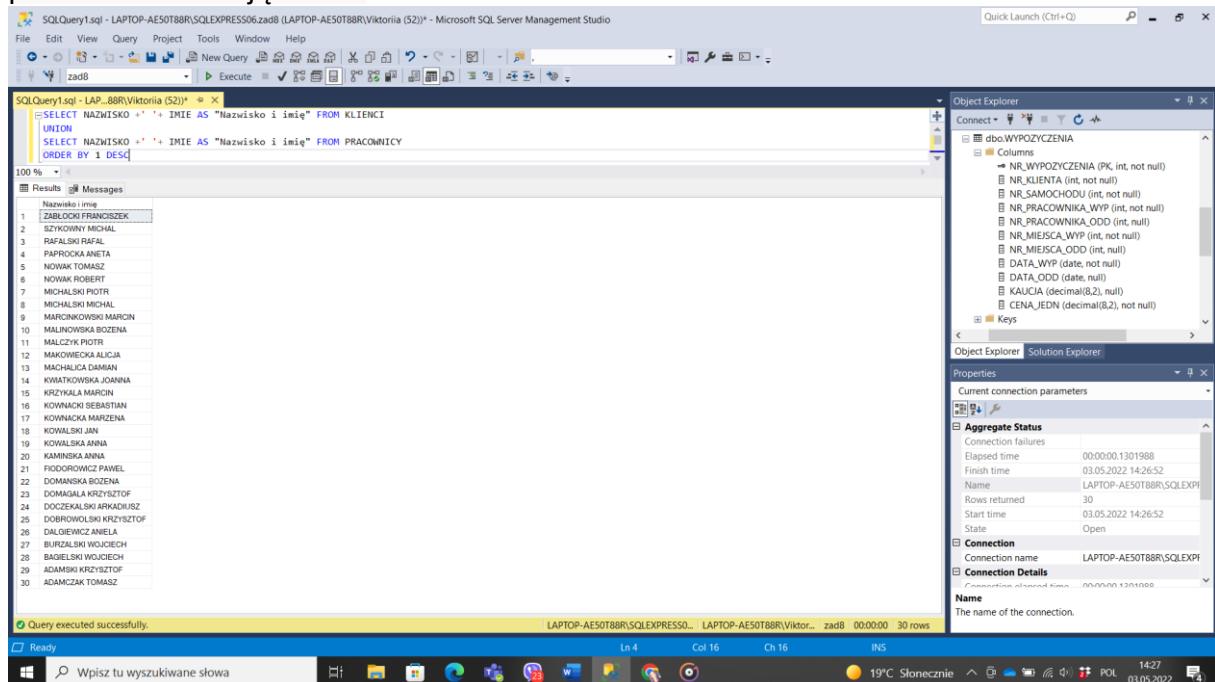 SQLQuery1.sql - LAPTOP-AE50T88R\SQLEXPRESS06.zad8 (LAPTOP-AE50T88R\Viktoriia (52))* - Microsoft SQL Server Management Studio
Quick Launch (Ctrl+Q)
File Edit View Query Project Tools Window Help
New Query
zad8
Execute
SQLQuery1.sql - LAP...88R\Viktoriia (52))*
SELECT NAZWISKO +' '+ IMIE AS "Nazwisko i imię" FROM KLIENCI
UNION
SELECT NAZWISKO +' '+ IMIE AS "Nazwisko i imię" FROM PRACOWNICY
ORDER BY 1 DESC
100 %
Results Messages
Nazwisko i imię
1 ZABŁOCKI FRANCISZEK
2 SZYKOWNY MICHAL
3 RAFALSKI RAFAL
4 PAPROCKA ANETA
5 NOWAK TOMASZ
6 NOWAK ROBERT
7 MICHALSKI PIOTR
8 MICHALSKI MICHAL
9 MARCINKOWSKI MARCIN
10 MALINOWSKA BOZENA
11 MALCZYK PIOTR
12 MAKOWIECKA ALICJA
13 MACHALICA DAMIAN
14 KWIATKOWSKA JOANNA
15 KRZYKALA MARCIN
16 KOWNACKI SEBASTIAN
17 KOWNACKA MARZENA
18 KOWALSKI JAN
19 KOWALSKA ANNA
20 KAMINSKA ANNA
21 FIODOROWICZ PAWEL
22 DOMANSKA BOZENA
23 DOMAGALA KRZYSZTOF
24 DOCZEKALSKI ARKADIUSZ
25 DOBROWOLSKI KRZYSZTOF
26 DALGIEWICZ ANIELA
27 BURZALSKI WOJCIECH
28 BAGIELSKI WOJCIECH
29 ADAMSKI KRZYSZTOF
30 ADAMCZAK TOMASZ
Query executed successfully.
LAPTOP-AE50T88R\SQLEXPRESS0... LAPTOP-AE50T88R\Viktor... zad8 00:00:00 30 rows
Object Explorer
Connect
dbo.WYPOZYCZENIA
Columns
NR_WYPOZYCZENIA (PK, int, not null)
NR_KLIENTA (int, not null)
NR_SAMOCHODU (int, not null)
NR_PRACOWNIKA_WYP (int, not null)
NR_PRACOWNIKA_ODD (int, null)
NR_MIEJSCA_WYP (int, not null)
NR_MIEJSCA_ODD (int, null)
DATA_WYP (date, not null)
DATA_ODD (date, null)
KAUCJA (decimal(8,2), null)
CENA_JEDN (decimal(8,2), not null)
Keys
Object Explorer Solution Explorer
Properties
Current connection parameters
Aggregate Status
Connection failures
Elapsed time 00:00:00.1301988
Finish time 03.05.2022 14:26:52
Name LAPTOP-AE50T88R\SQLEXPF
Rows returned 30
Start time 03.05.2022 14:26:52
State Open
Connection
Connection name LAPTOP-AE50T88R\SQLEXPF
Connection Details
Connection elapsed time 00:00:00.1301988
Name
The name of the connection.
Ready Ln 4 Col 16 Ch 16 INS
Wpisz tu wyszukiwane słowa
19°C Słonecznie POL 14:27
03.05.2022